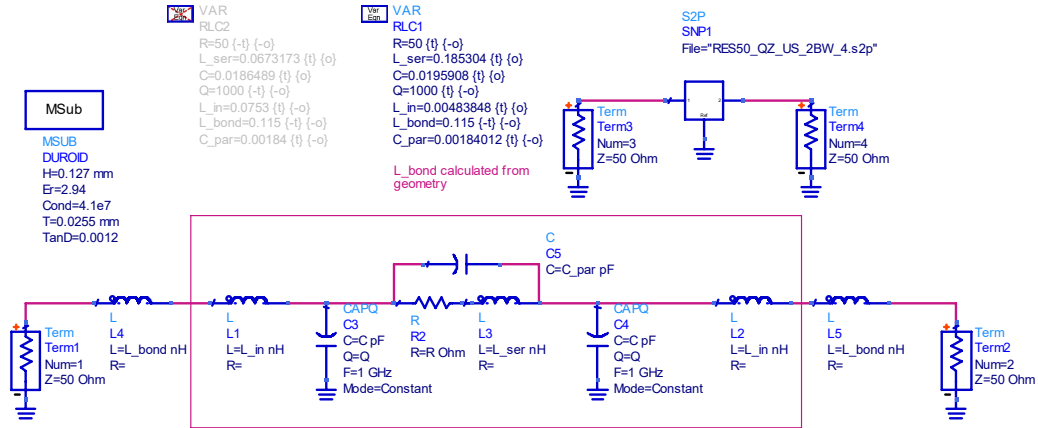 Var
Eqn
VAR
RLC2
R=50 {-t} {-o}
L_ser=0.0673173 {t} {o}
C=0.0186489 {t} {o}
Q=1000 {-t} {-o}
L_in=0.0753 {t} {-o}
L_bond=0.115 {-t} {-o}
C_par=0.00184 {t} {-o}
Var
Eqn
VAR
RLC1
R=50 {-t} {-o}
L_ser=0.185304 {t} {o}
C=0.0195908 {t} {o}
Q=1000 {-t} {-o}
L_in=0.00483848 {t} {o}
L_bond=0.115 {-t} {-o}
C_par=0.00184012 {t} {-o}
L_bond calculated from
geometry
S2P
SNP1
File="RES50_QZ_US_2BW_4.s2p"
1
2
Ref
+
Term
Term3
Num=3
Z=50 Ohm
-
+
Term
Term4
Num=4
Z=50 Ohm
-
MSub
MSUB
DUROID
H=0.127 mm
Er=2.94
Cond=4.1e7
T=0.0255 mm
TanD=0.0012
C
C5
C=C_par pF
+
Term
Term1
Num=1
Z=50 Ohm
-
L
L4
L=L_bond nH
R=
L
L1
L=L_in nH
R=
CAPQ
C3
C=C pF
Q=Q
F=1 GHz
Mode=Constant
R
R2
R=R Ohm
L
L3
L=L_ser nH
R=
CAPQ
C4
C=C pF
Q=Q
F=1 GHz
Mode=Constant
L
L2
L=L_in nH
R=
L
L5
L=L_bond nH
R=
+
Term
Term2
Num=2
Z=50 Ohm
-